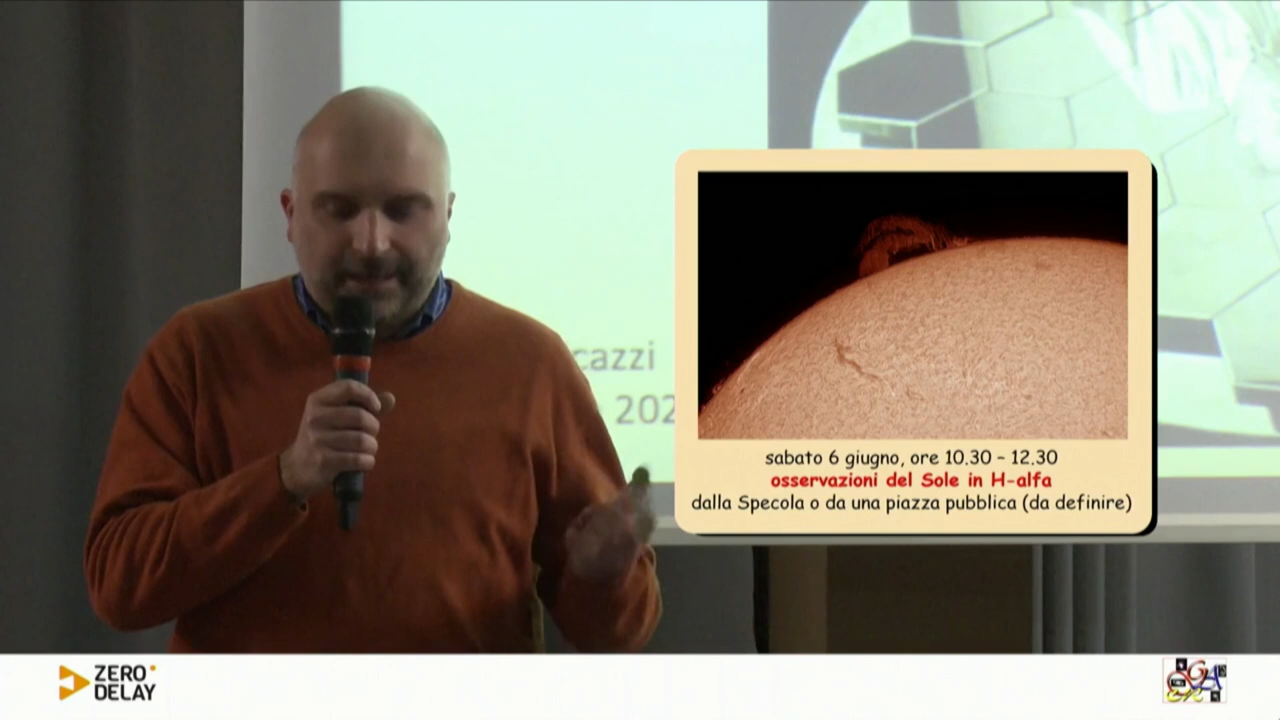 cazzi
202
sabato 6 giugno, ore 10.30 – 12.30
osservazioni del Sole in H-alfa
dalla Specola o da una piazza pubblica (da definire)
ZERO
DELAY